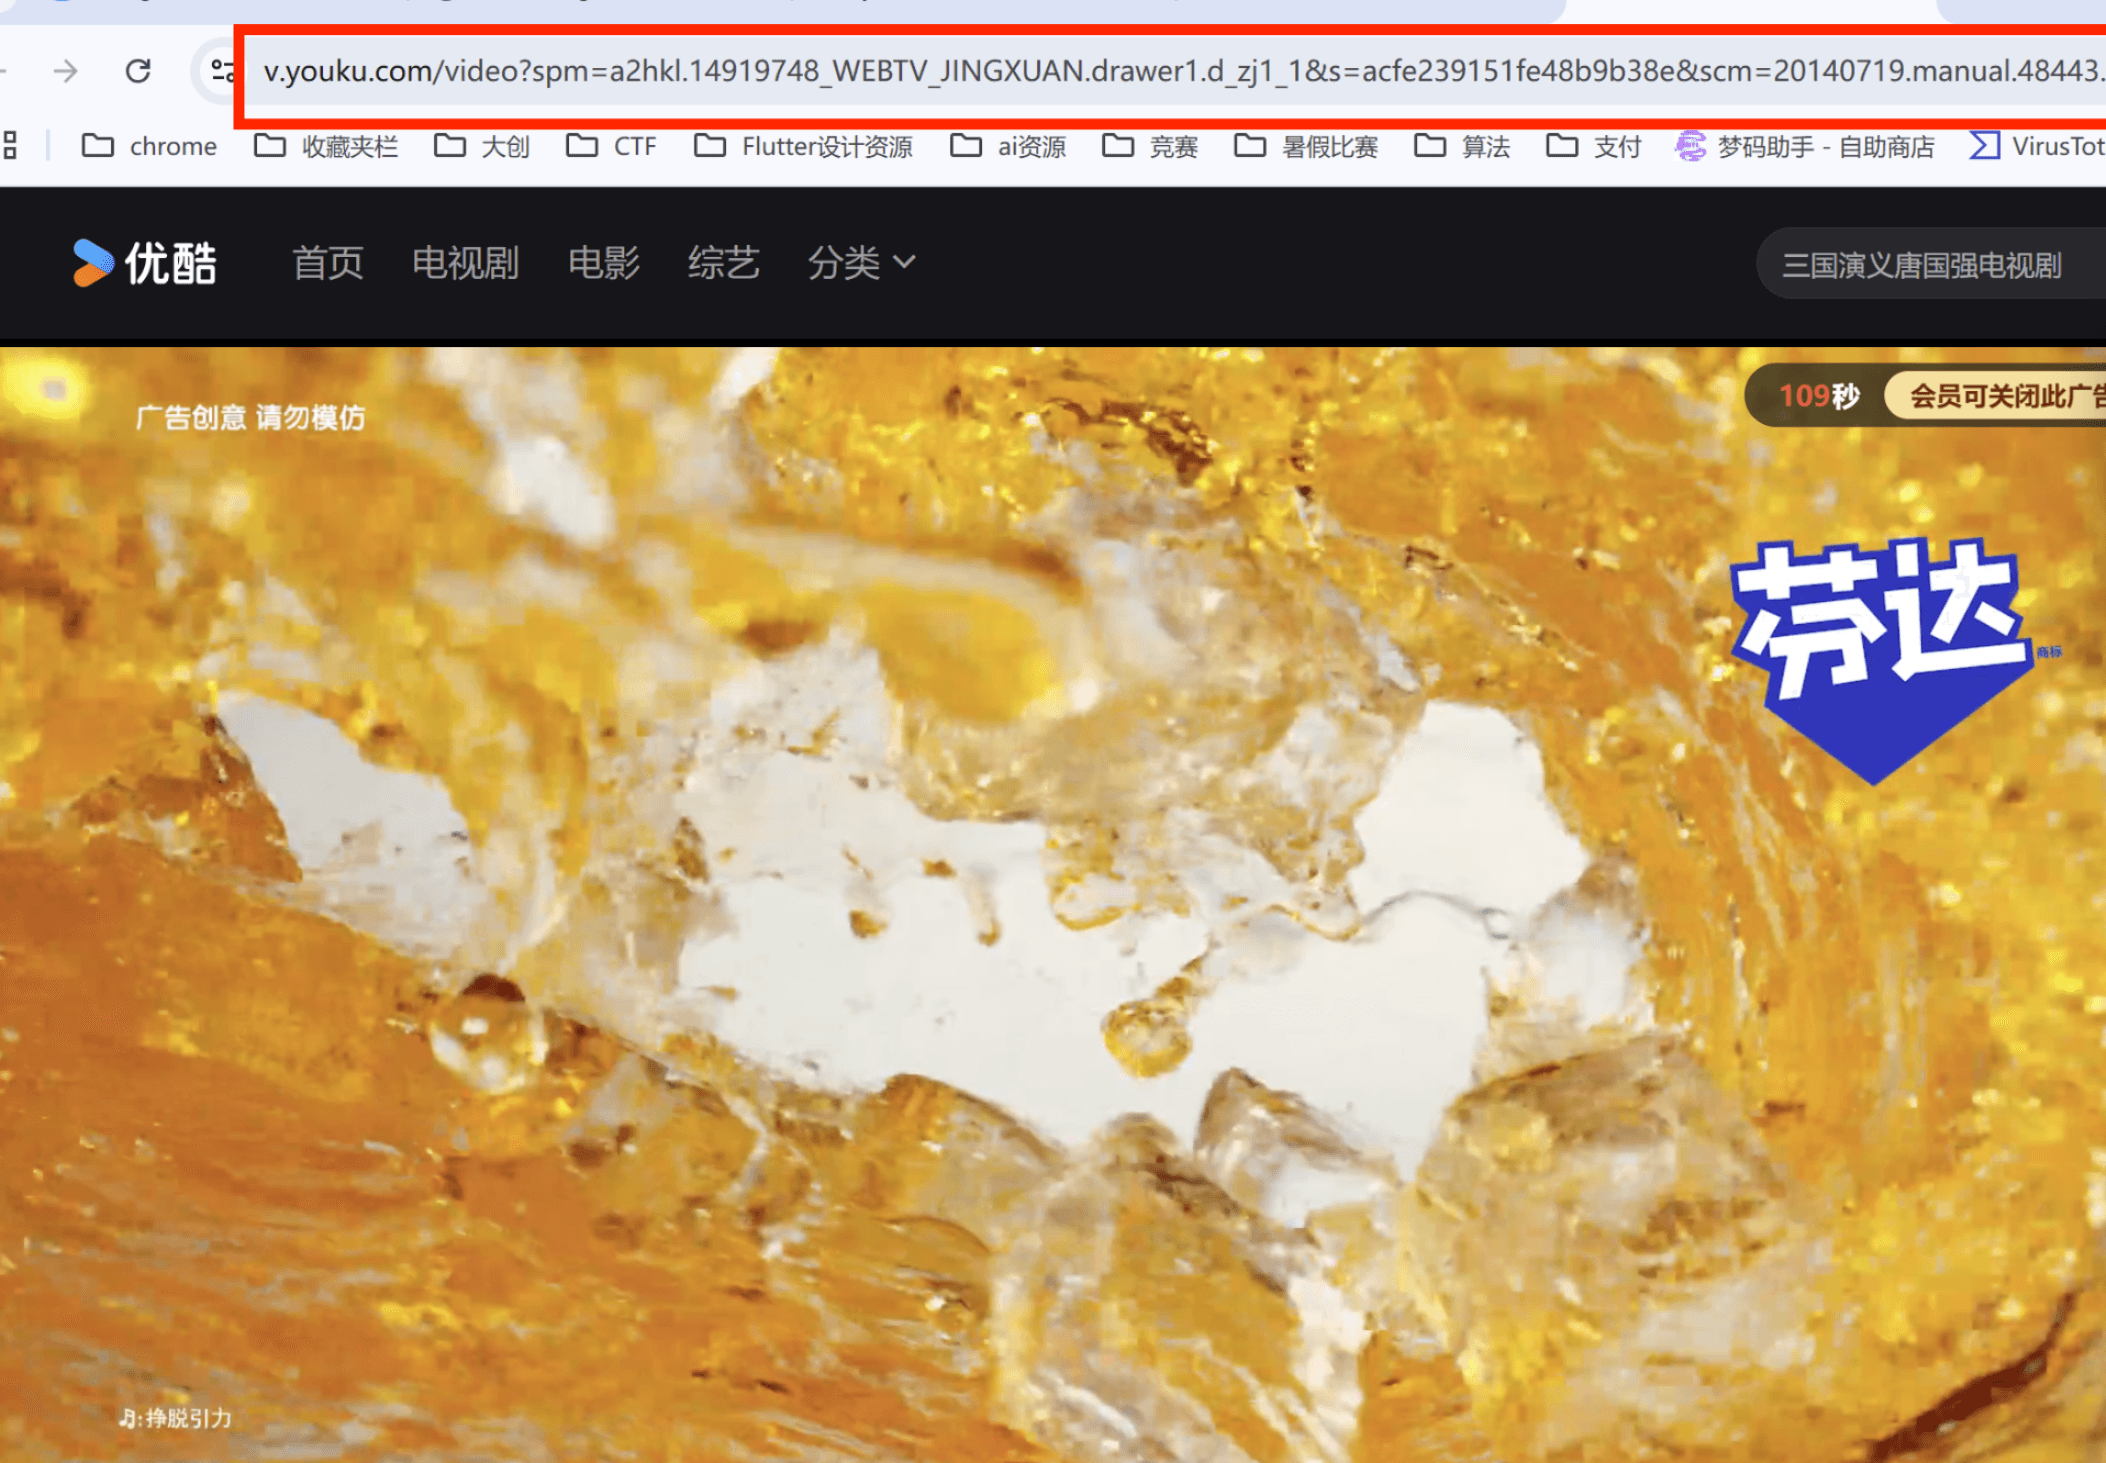 v.youku.com/video?spm=a2hkl.14919748_WEBTV_JINGXUAN.drawer1.d_zj1_1&s=acfe239151fe48b9b38e&scm=20140719.manual.48443.
chrome 收藏夹栏 大创 CTF Flutter设计资源 ai资源 竞赛 暑假比赛 算法 支付 梦码助手 - 自助商店 VirusTot
优酷 首页 电视剧 电影 综艺 分类 三国演义唐国强电视剧
广告创意 请勿模仿
109秒 会员可关闭此广告
芬达
商标
♫:挣脱引力